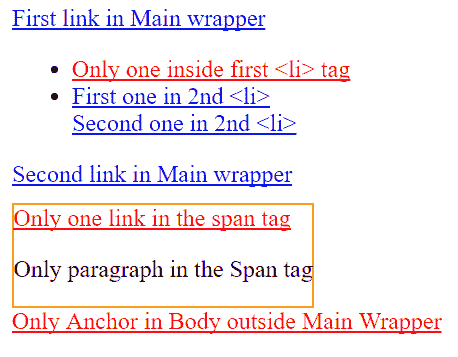 First link in Main wrapper
Only one inside first <li> tag
First one in 2nd <li>
Second one in 2nd <li>
Second link in Main wrapper
Only one link in the span tag
Only paragraph in the Span tag
Only Anchor in Body outside Main Wrapper